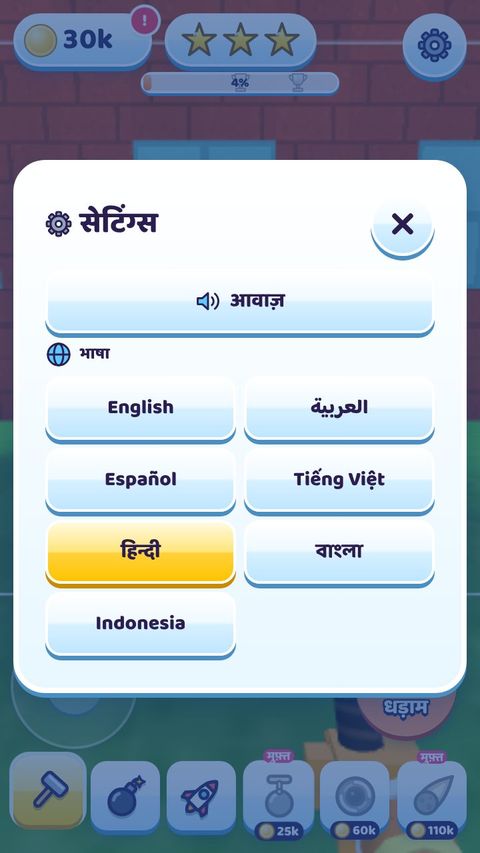 30k
!
4%
सेटिंग्स
आवाज़
भाषा
English
العربية
Español
Tiếng Việt
हिन्दी
বাংলা
Indonesia
धड़ाम
मुफ़्त
मुफ़्त
25k
60k
110k